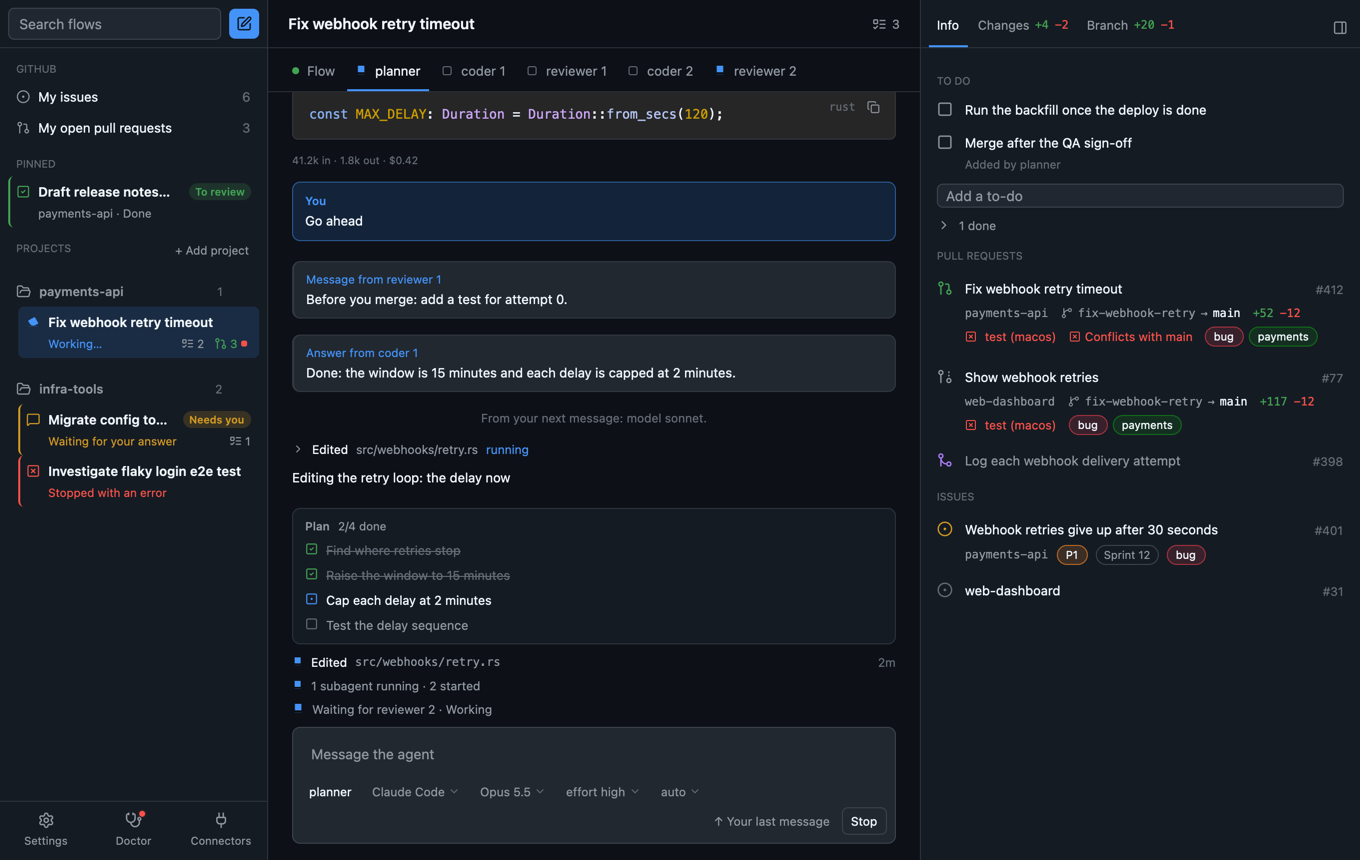 Search flows
GITHUB
My issues 6
My open pull requests 3
PINNED
Draft release notes... To review
payments-api · Done
PROJECTS + Add project
payments-api 1
Fix webhook retry timeout
Working... 2 3
infra-tools 2
Migrate config to... Needs you
Waiting for your answer 1
Investigate flaky login e2e test
Stopped with an error
Settings Doctor Connectors
Fix webhook retry timeout 3
Flow planner coder 1 reviewer 1 coder 2 reviewer 2
const MAX_DELAY: Duration = Duration::from_secs(120); rust
41.2k in · 1.8k out · $0.42
You
Go ahead
Message from reviewer 1
Before you merge: add a test for attempt 0.
Answer from coder 1
Done: the window is 15 minutes and each delay is capped at 2 minutes.
From your next message: model sonnet.
Edited src/webhooks/retry.rs running
Editing the retry loop: the delay now
Plan 2/4 done
Find where retries stop
Raise the window to 15 minutes
Cap each delay at 2 minutes
Test the delay sequence
Edited src/webhooks/retry.rs 2m
1 subagent running · 2 started
Waiting for reviewer 2 · Working
Message the agent
planner Claude Code Opus 5.5 effort high auto
↑ Your last message Stop
Info Changes +4 −2 Branch +20 −1
TO DO
Run the backfill once the deploy is done
Merge after the QA sign-off
Added by planner
Add a to-do
1 done
PULL REQUESTS
Fix webhook retry timeout #412
payments-api fix-webhook-retry → main +52 −12
test (macos) Conflicts with main bug payments
Show webhook retries #77
web-dashboard fix-webhook-retry → main +117 −12
test (macos) bug payments
Log each webhook delivery attempt #398
ISSUES
Webhook retries give up after 30 seconds #401
payments-api P1 Sprint 12 bug
web-dashboard #31